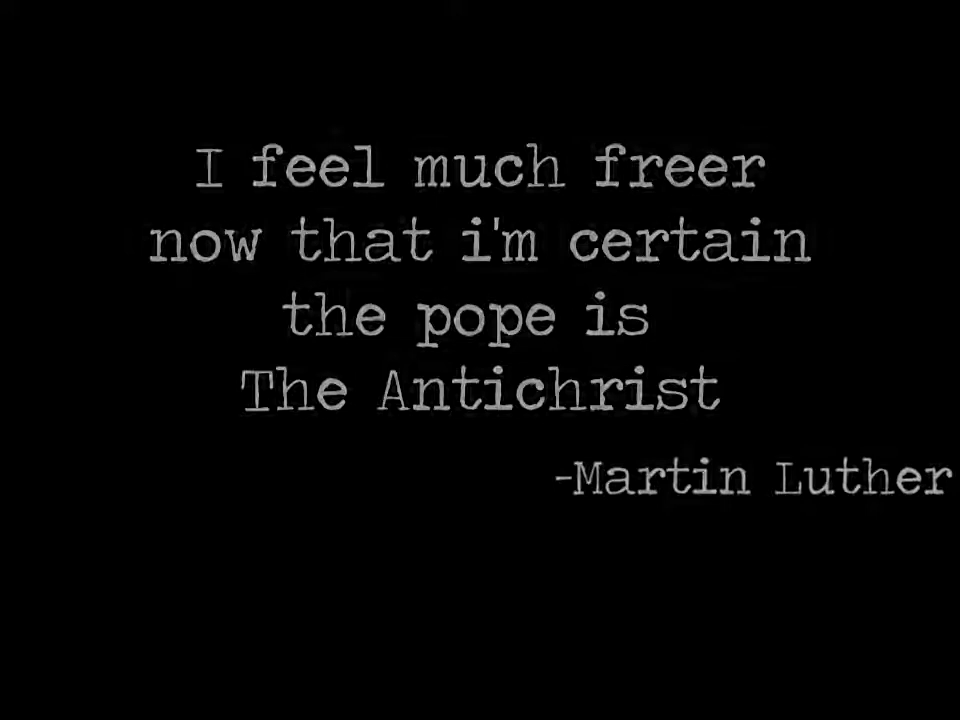 I feel much freer
now that i'm certain
the pope is
The Antichrist
-Martin Luther